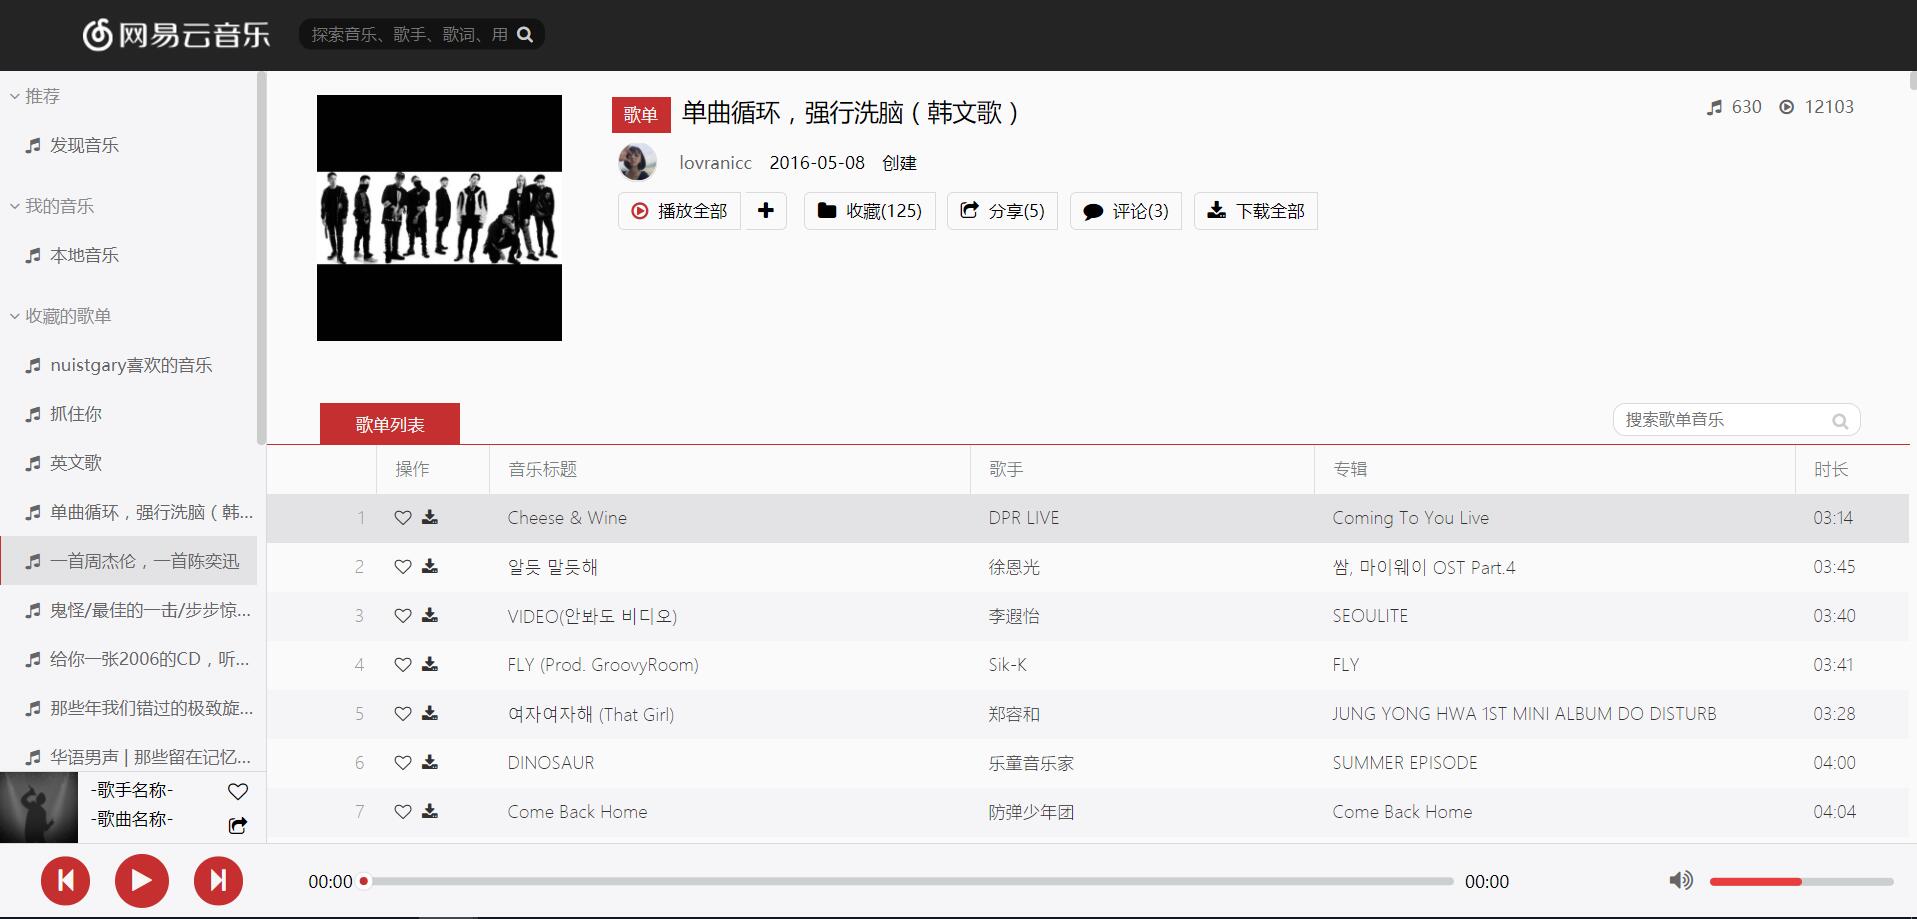 网易云音乐
探索音乐、歌手、歌词、用
推荐
发现音乐
我的音乐
本地音乐
收藏的歌单
nuistgary喜欢的音乐
抓住你
英文歌
单曲循环，强行洗脑（韩...
一首周杰伦，一首陈奕迅
鬼怪/最佳的一击/步步惊...
给你一张2006的CD，听...
那些年我们错过的极致旋...
华语男声 | 那些留在记忆...
歌单 单曲循环，强行洗脑（韩文歌）
630 12103
lovranicc 2016-05-08 创建
播放全部 收藏(125) 分享(5) 评论(3) 下载全部
歌单列表
搜索歌单音乐
操作 音乐标题 歌手 专辑 时长
1 Cheese & Wine DPR LIVE Coming To You Live 03:14
2 알듯 말듯해 徐恩光 쌈, 마이웨이 OST Part.4 03:45
3 VIDEO(안봐도 비디오) 李遐怡 SEOULITE 03:40
4 FLY (Prod. GroovyRoom) Sik-K FLY 03:41
5 여자여자해 (That Girl) 郑容和 JUNG YONG HWA 1ST MINI ALBUM DO DISTURB 03:28
6 DINOSAUR 乐童音乐家 SUMMER EPISODE 04:00
7 Come Back Home 防弹少年团 Come Back Home 04:04
-歌手名称-
-歌曲名称-
00:00 00:00